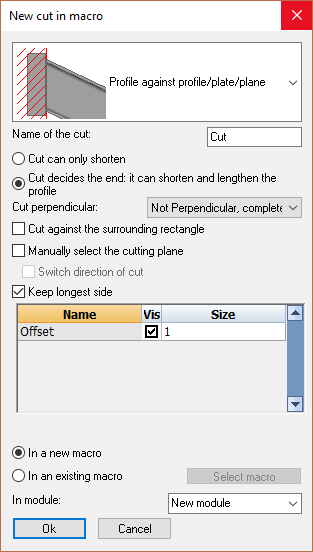 New cut in macro
Profile against profile/plate/plane
Name of the cut:
Cut
Cut can only shorten
Cut decides the end: it can shorten and lengthen the
profile
Cut perpendicular:
Not Perpendicular, complete
Cut against the surrounding rectangle
Manually select the cutting plane
Switch direction of cut
Keep longest side
Name Vis Size
Offset 1
In a new macro
In an existing macro
Select macro
In module:
New module
Ok
Cancel